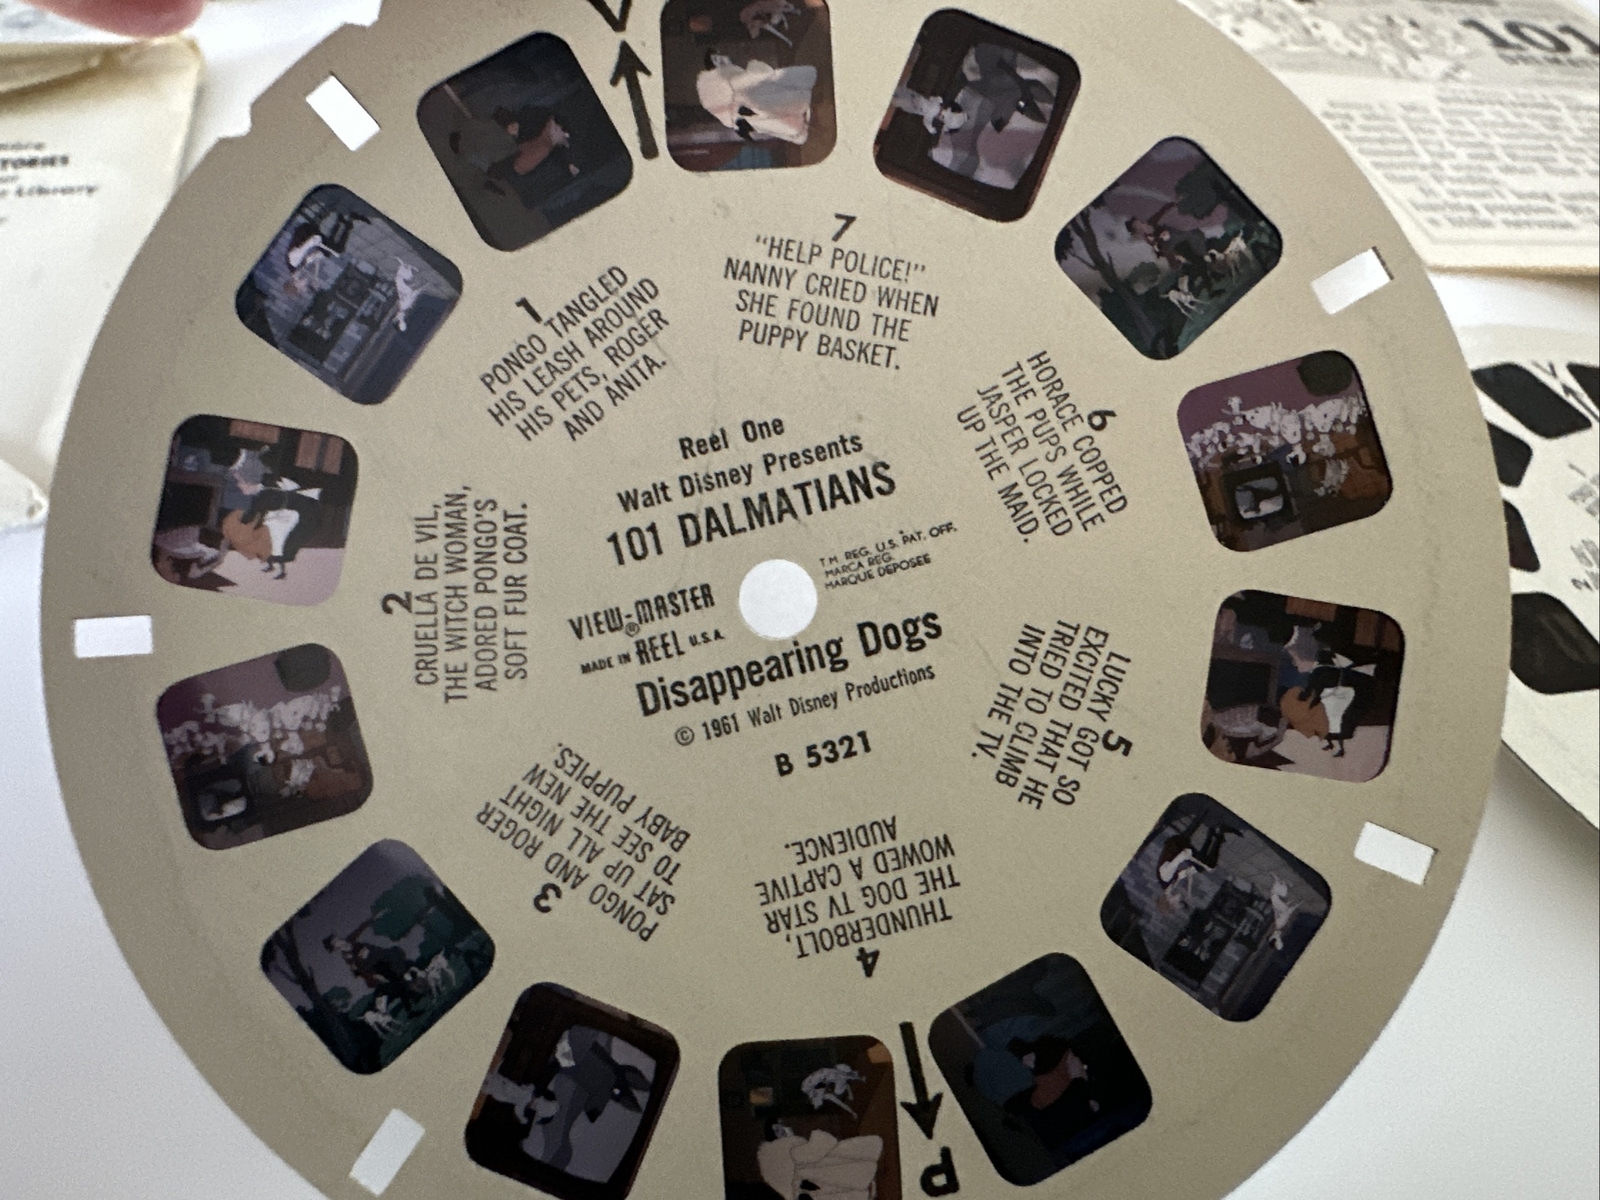 Reel One
Walt Disney Presents
101 DALMATIANS
T.M. REG. U.S. PAT. OFF.
MARCA REG.
MARQUE DEPOSEE
VIEW-MASTER
®
MADE IN REEL U.S.A.
Disappearing Dogs
© 1961 Walt Disney Productions
B 5321
1
PONGO TANGLED
HIS LEASH AROUND
HIS PETS, ROGER
AND ANITA.
2
CRUELLA DE VIL,
THE WITCH WOMAN,
ADORED PONGO'S
SOFT FUR COAT.
3
PONGO AND ROGER
SAT UP ALL NIGHT
TO SEE THE NEW
BABY PUPPIES.
4
THUNDERBOLT,
THE DOG TV STAR
WOWED A CAPTIVE
AUDIENCE.
5
LUCKY GOT SO
EXCITED THAT HE
TRIED TO CLIMB
INTO THE TV.
6
HORACE COPPED
THE PUPS WHILE
JASPER LOCKED
UP THE MAID.
7
"HELP POLICE!"
NANNY CRIED WHEN
SHE FOUND THE
PUPPY BASKET.
101
Library